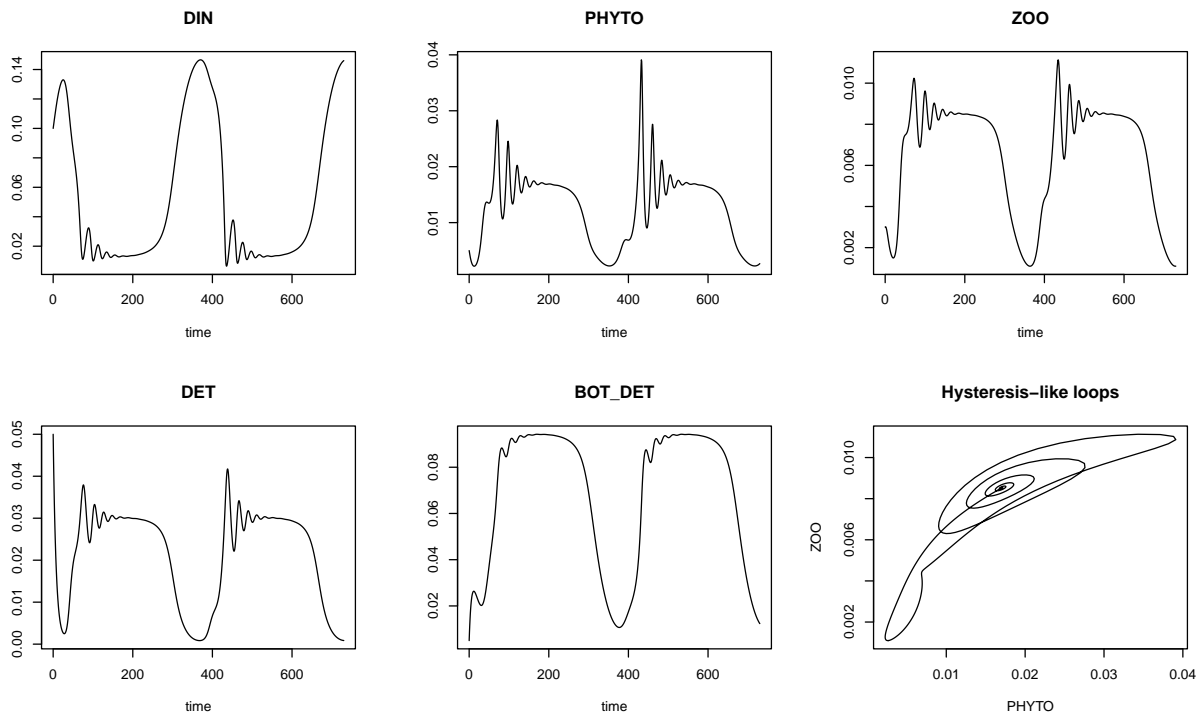 DIN
0.02 0.06 0.10 0.14
0 200 400 600
time
PHYTO
0.01 0.02 0.03 0.04
0 200 400 600
time
ZOO
0.002 0.006 0.010
0 200 400 600
time
DET
0.00 0.01 0.02 0.03 0.04 0.05
0 200 400 600
time
BOT_DET
0.02 0.04 0.06 0.08
0 200 400 600
time
Hysteresis−like loops
ZOO
0.002 0.006 0.010
0.01 0.02 0.03 0.04
PHYTO